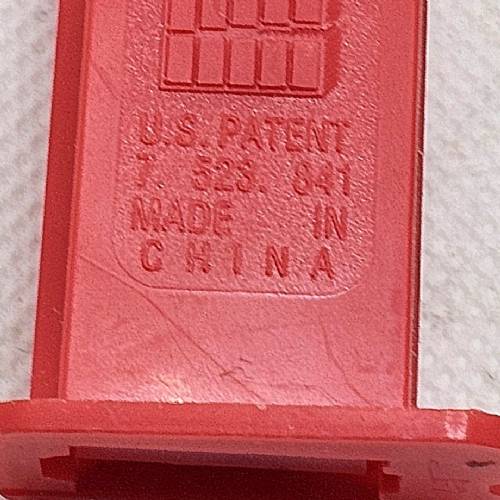 U.S. PATENT
7 523. 841
MADE IN
CHINA